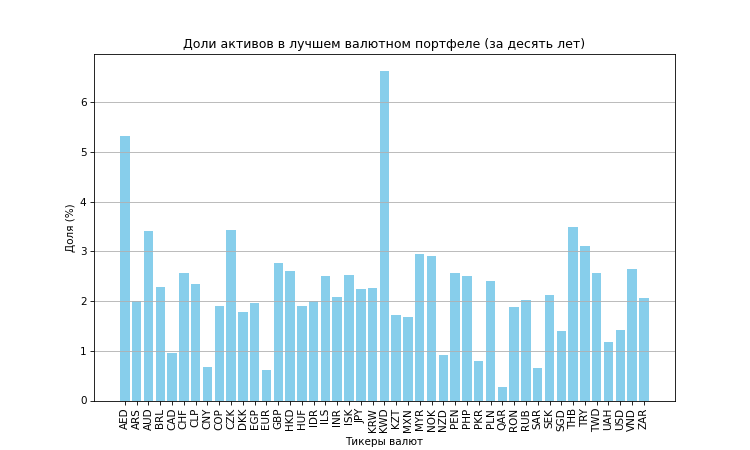 Доли активов в лучшем валютном портфеле (за десять лет)
Доля (%)
6
5
4
3
2
1
0
AED ARS AUD BRL CAD CHF CLP CNY COP CZK DKK EGP EUR GBP HKD HUF IDR ILS INR ISK JPY KRW KWD KZT MXN MYR NOK NZD PEN PHP PKR PLN QAR RON RUB SAR SEK SGD THB TRY TWD UAH USD VND ZAR
Тикеры валют